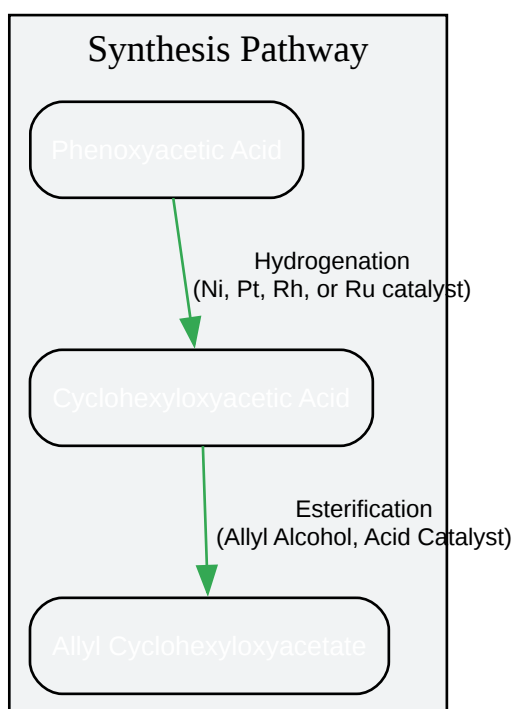 Synthesis Pathway
Phenoxyacetic Acid
Hydrogenation
(Ni, Pt, Rh, or Ru catalyst)
Cyclohexyloxyacetic Acid
Esterification
(Allyl Alcohol, Acid Catalyst)
Allyl Cyclohexyloxyacetate